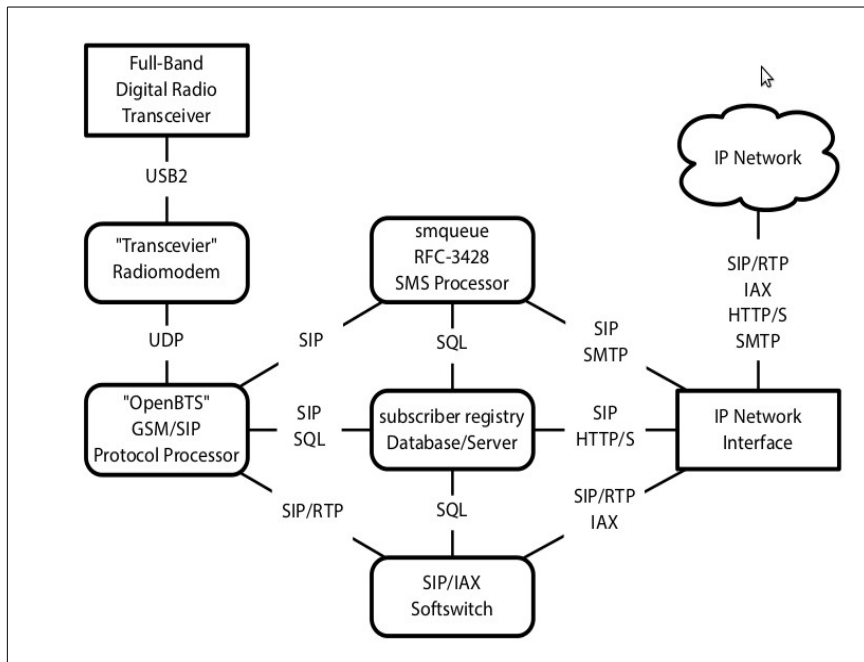 Full-Band
Digital Radio
Transceiver
USB2
"Transcevier"
Radiomodem
UDP
"OpenBTS"
GSM/SIP
Protocol Processor
SIP
SIP
SQL
SIP/RTP
smqueue
RFC-3428
SMS Processor
SQL
subscriber registry
Database/Server
SQL
SIP/IAX
Softswitch
SIP
SMTP
SIP
HTTP/S
SIP/RTP
IAX
IP Network
SIP/RTP
IAX
HTTP/S
SMTP
IP Network
Interface